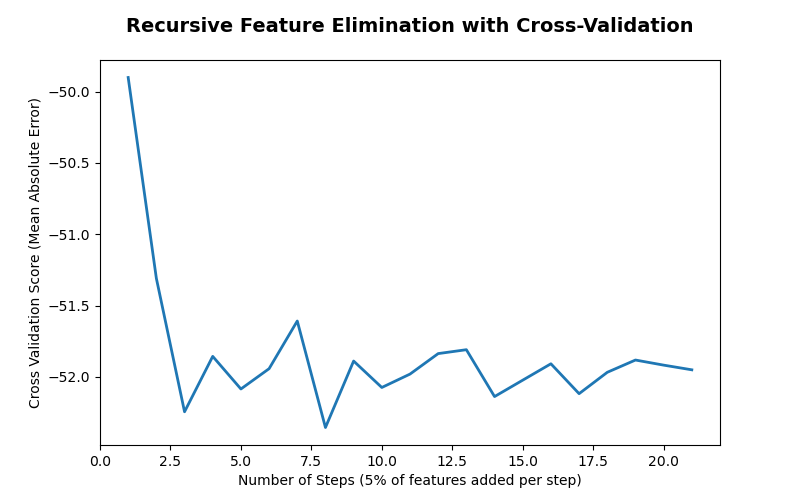 Recursive Feature Elimination with Cross-Validation
Cross Validation Score (Mean Absolute Error)
−50.0
−50.5
−51.0
−51.5
−52.0
0.0 2.5 5.0 7.5 10.0 12.5 15.0 17.5 20.0
Number of Steps (5% of features added per step)